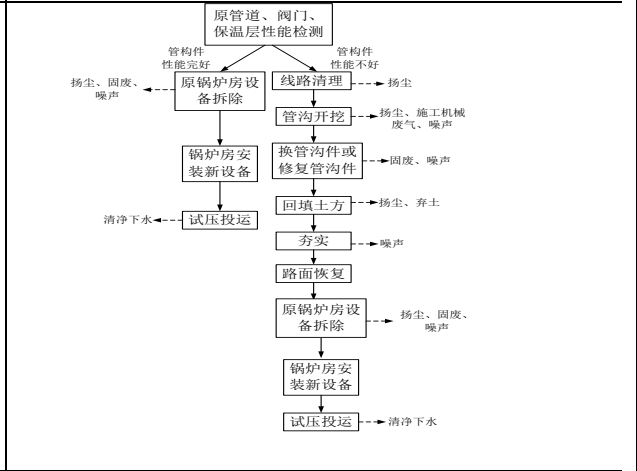 原管道、阀门、
保温层性能检测
管构件
性能完好
管构件
性能不好
扬尘、固废、
噪声
原锅炉房设
备拆除
线路清理
扬尘
管沟开挖
扬尘、施工机械
废气、噪声
锅炉房安
装新设备
换管沟件或
修复管沟件
固废、噪声
清净下水
试压投运
回填土方
扬尘、弃土
夯实
噪声
路面恢复
原锅炉房设
备拆除
扬尘、固废、
噪声
锅炉房安
装新设备
试压投运
清净下水